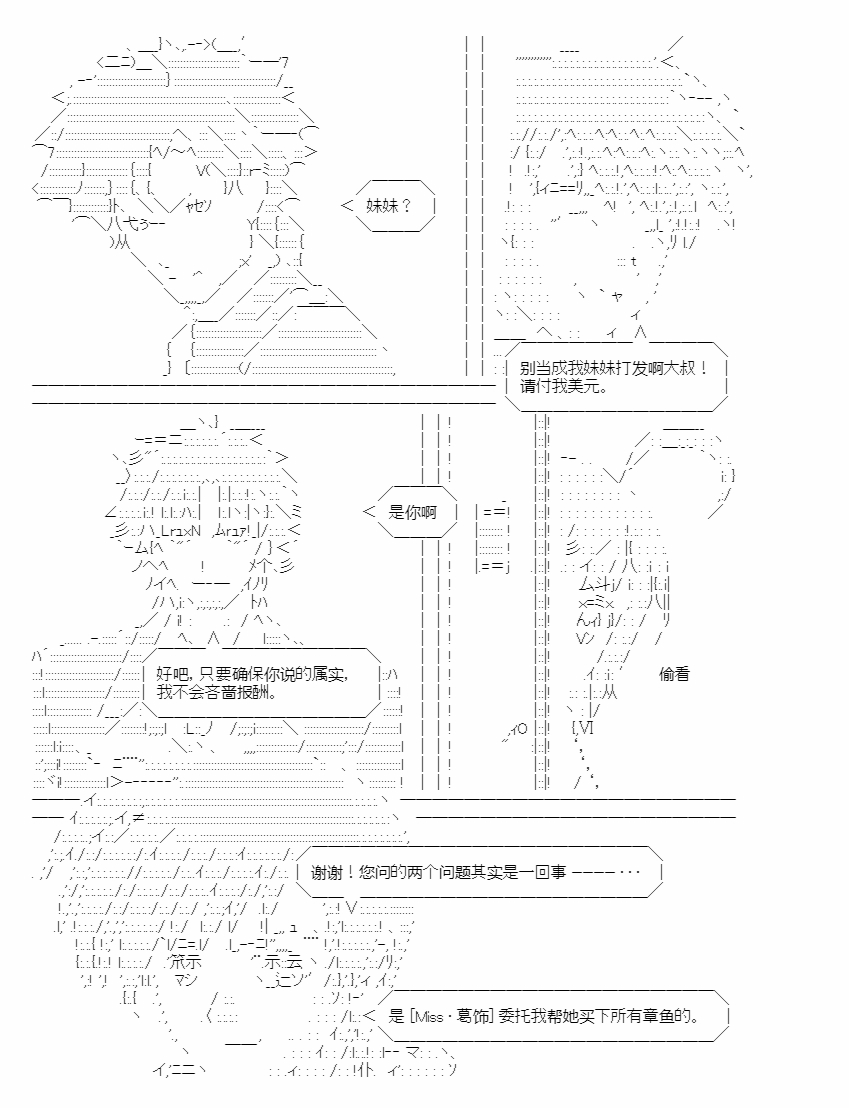 妹妹？
别当成我妹妹打发啊大叔！
请付我美元。
是你啊
好吧，只要确保你说的属实，
我不会吝啬报酬。
偷看
谢谢！您问的两个问题其实是一回事 −−−− ･･･
是 [Miss・葛饰] 委托我帮她买下所有章鱼的。